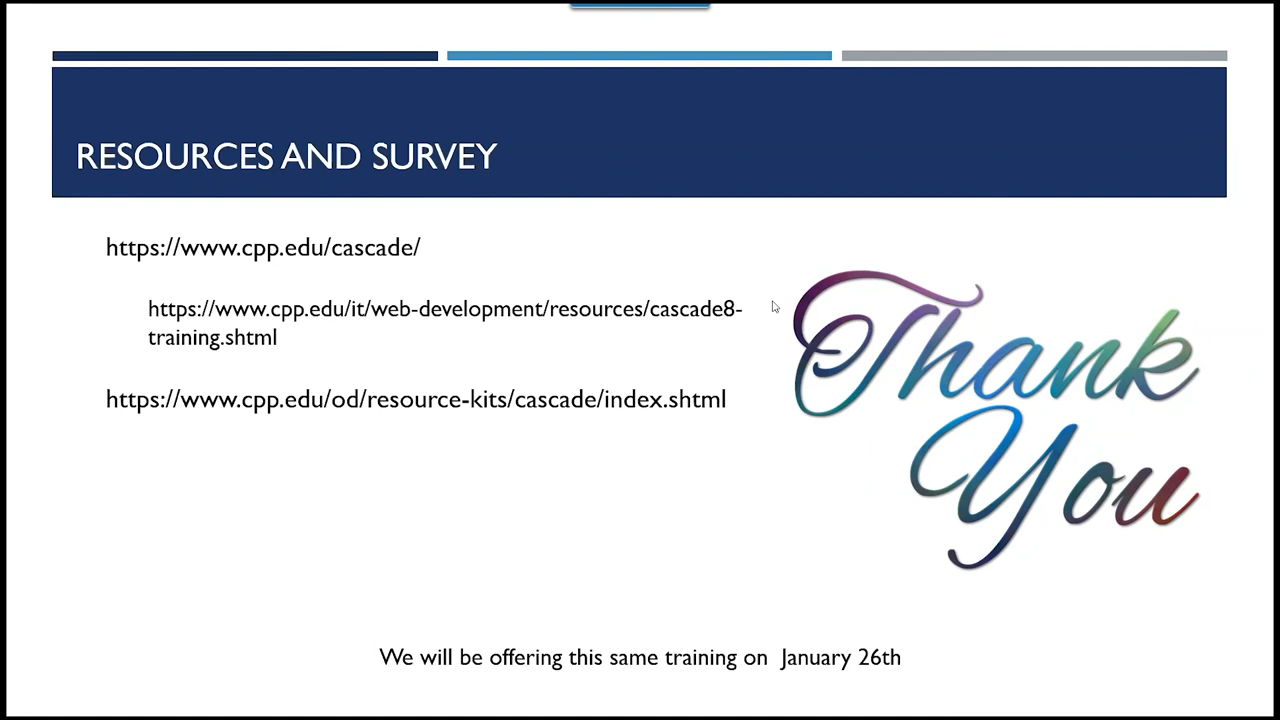 RESOURCES AND SURVEY
https://www.cpp.edu/cascade/
https://www.cpp.edu/it/web-development/resources/cascade8-
training.shtml
https://www.cpp.edu/od/resource-kits/cascade/index.shtml
Thank
You
We will be offering this same training on January 26th